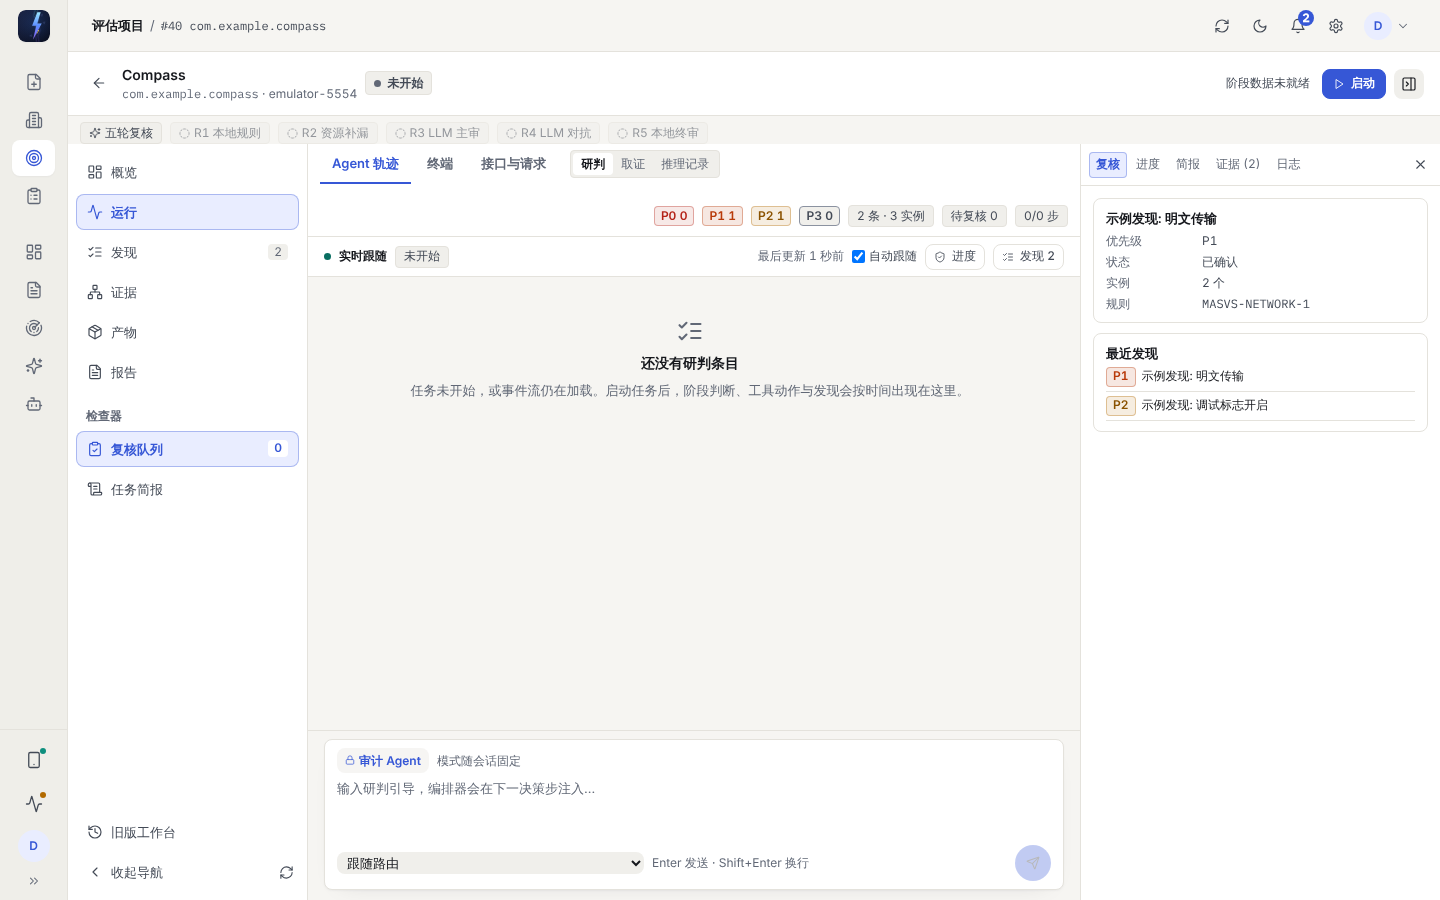 评估项目 / #40 com.example.compass
2
D
Compass
com.example.compass · emulator-5554
未开始
阶段数据未就绪
启动
五轮复核
R1 本地规则
R2 资源补漏
R3 LLM 主审
R4 LLM 对抗
R5 本地终审
概览
运行
发现 2
证据
产物
报告
检查器
复核队列 0
任务简报
旧版工作台
收起导航
D
Agent 轨迹
终端
接口与请求
研判
取证
推理记录
P0 0
P1 1
P2 1
P3 0
2 条 · 3 实例
待复核 0
0/0 步
实时跟随
未开始
最后更新 1 秒前
自动跟随
进度
发现 2
还没有研判条目
任务未开始，或事件流仍在加载。启动任务后，阶段判断、工具动作与发现会按时间出现在这里。
审计 Agent
模式随会话固定
输入研判引导，编排器会在下一决策步注入...
跟随路由
Enter 发送 · Shift+Enter 换行
复核
进度
简报
证据 (2)
日志
示例发现: 明文传输
优先级 P1
状态 已确认
实例 2 个
规则 MASVS-NETWORK-1
最近发现
P1 示例发现: 明文传输
P2 示例发现: 调试标志开启